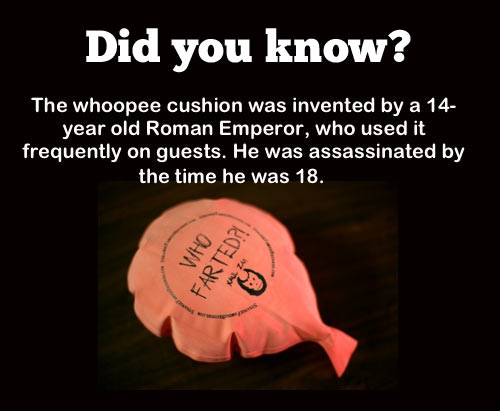 Did you know?
The whoopee cushion was invented by a 14-
year old Roman Emperor, who used it
frequently on guests. He was assassinated by
the time he was 18.
WHO
FARTED?!